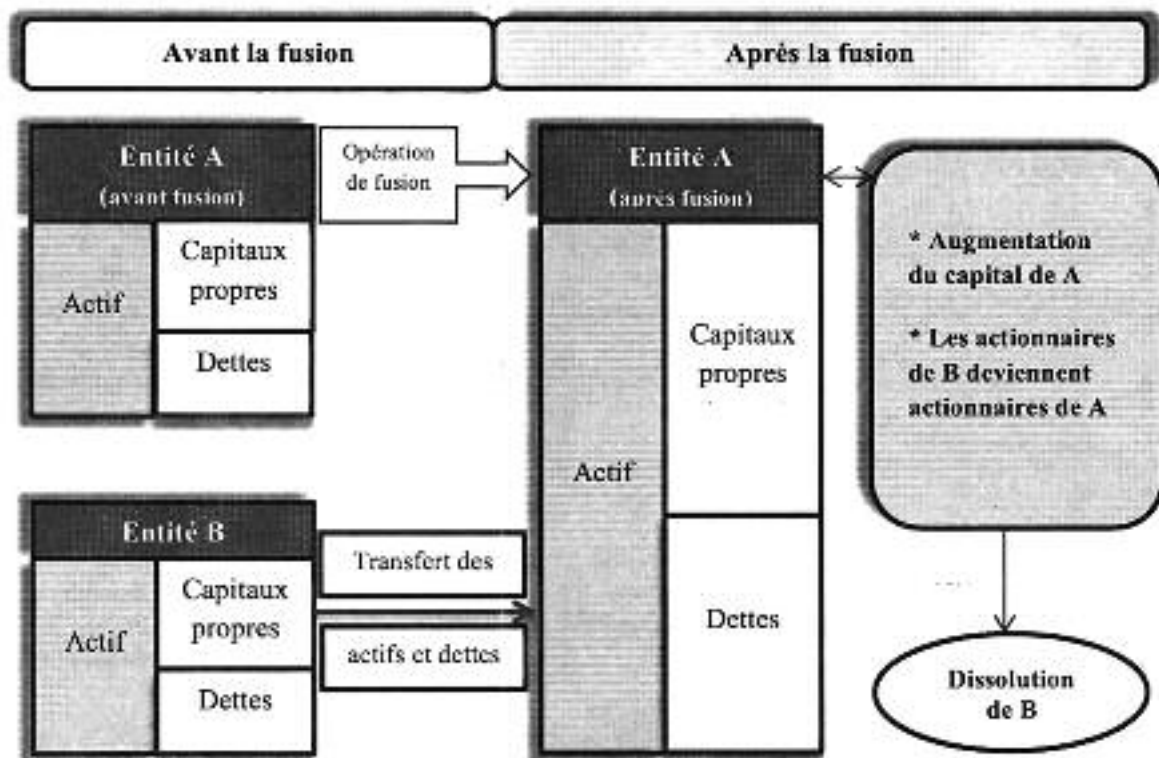 Avant la fusion
Après la fusion
Entité A
(avant fusion)
Actif
Capitaux
propres
Dettes
Opération
de fusion
Entité A
(après fusion)
Actif
Capitaux
propres
Dettes
* Augmentation
du capital de A
* Les actionnaires
de B deviennent
actionnaires de A
Entité B
Actif
Capitaux
propres
Dettes
Transfert des
actifs et dettes
Dissolution
de B